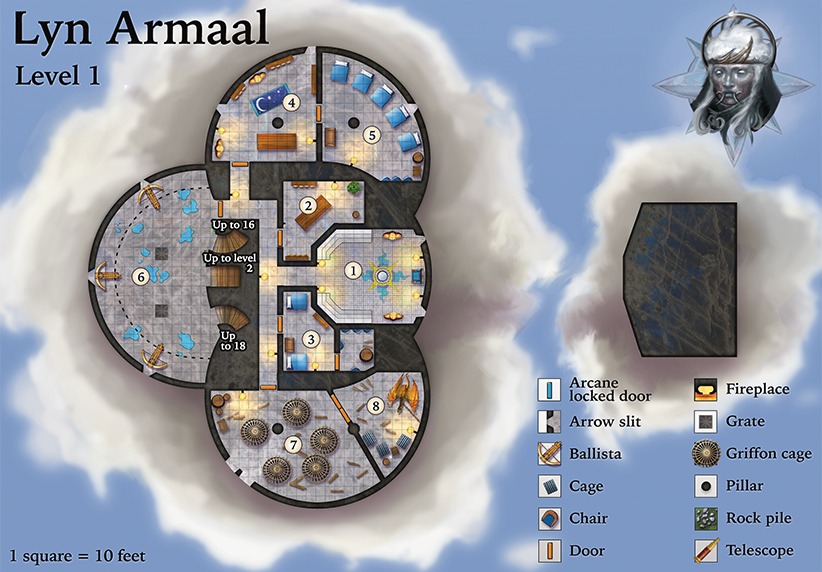 Lyn Armaal
Level 1
4
5
2
Up to 16
Up to level
2
1
6
Up
to 18
3
8
7
Arcane
locked door
Arrow slit
Ballista
Cage
Chair
Door
Fireplace
Grate
Griffon cage
Pillar
Rock pile
Telescope
1 square = 10 feet